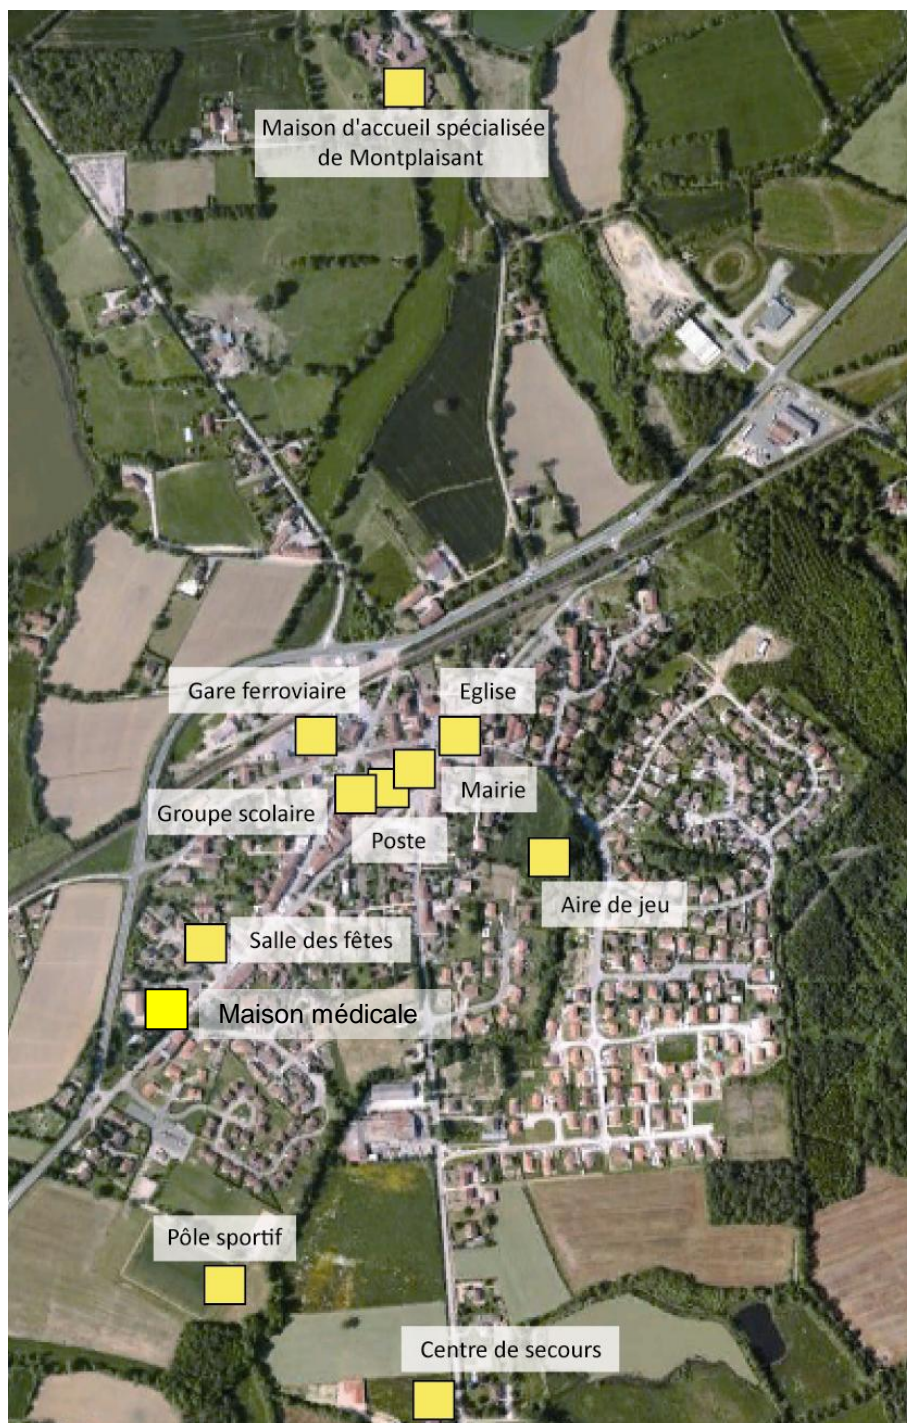 Maison d'accueil spécialisée
de Montplaisant
Gare ferroviaire
Eglise
Mairie
Groupe scolaire
Poste
Aire de jeu
Salle des fêtes
Maison médicale
Pôle sportif
Centre de secours